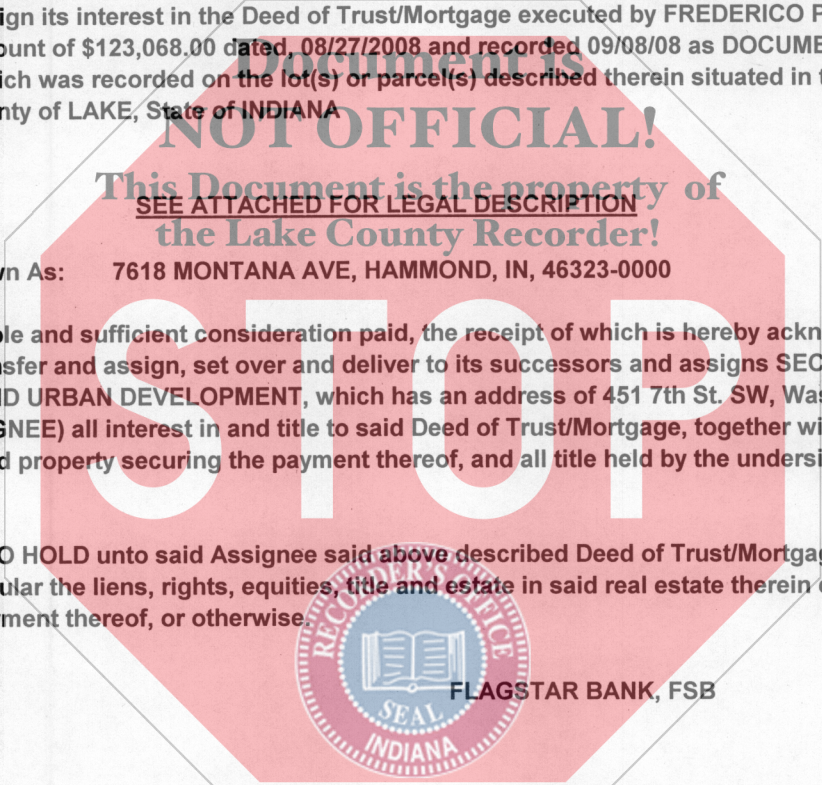 ign its interest in the Deed of Trust/Mortgage executed by FREDERICO P
ount of $123,068.00 dated, 08/27/2008 and recorded 09/08/08 as DOCUME
Document is
ich was recorded on the lot(s) or parcel(s) described therein situated in t
nty of LAKE, State of INDIANA
NOT OFFICIAL!
This Document is the property of
SEE ATTACHED FOR LEGAL DESCRIPTION
the Lake County Recorder!
n As: 7618 MONTANA AVE, HAMMOND, IN, 46323-0000
le and sufficient consideration paid, the receipt of which is hereby ackn
nsfer and assign, set over and deliver to its successors and assigns SEC
ND URBAN DEVELOPMENT, which has an address of 451 7th St. SW, Was
GNEE) all interest in and title to said Deed of Trust/Mortgage, together wi
d property securing the payment thereof, and all title held by the undersi
STOP
O HOLD unto said Assignee said above described Deed of Trust/Mortgag
ular the liens, rights, equities, title and estate in said real estate therein
ment thereof, or otherwise.
RECORDER'S OFFICE
FLAGSTAR BANK, FSB
SEAL
INDIANA